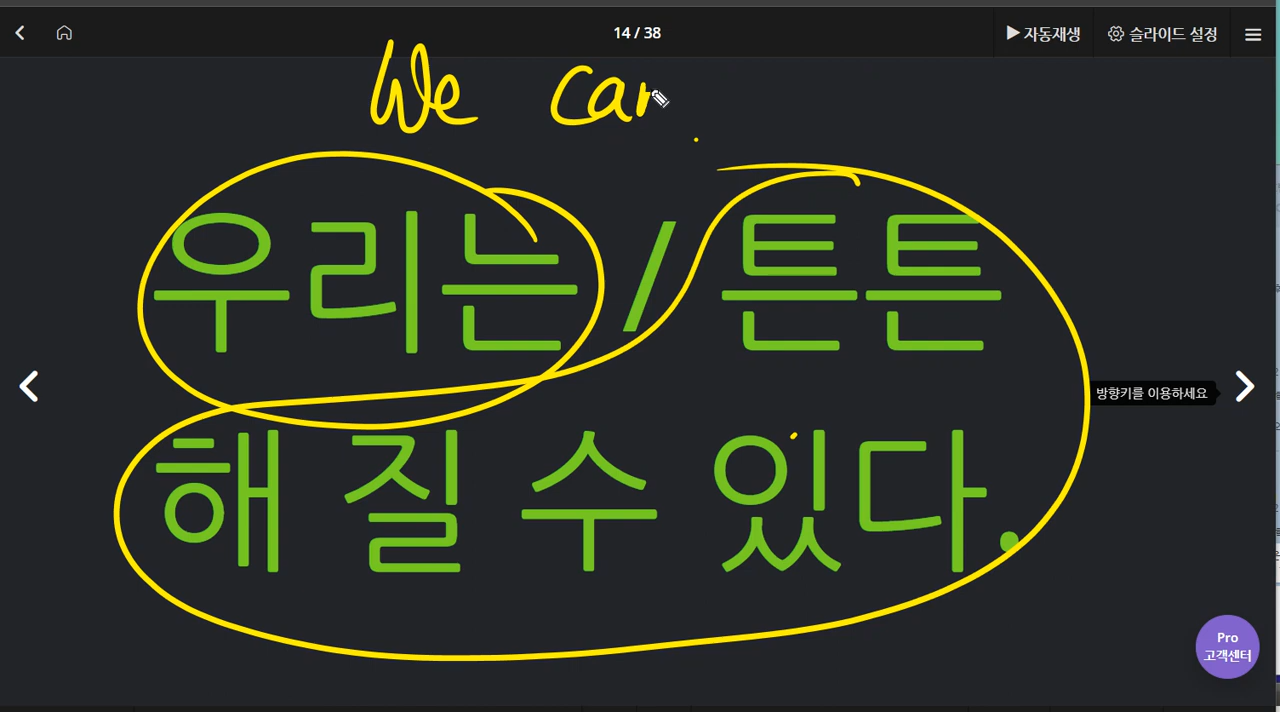 14 / 38
▶자동재생
슬라이드 설정
We can
우리는 / 튼튼
방향키를 이용하세요
해 질 수 있다.
Pro
고객센터